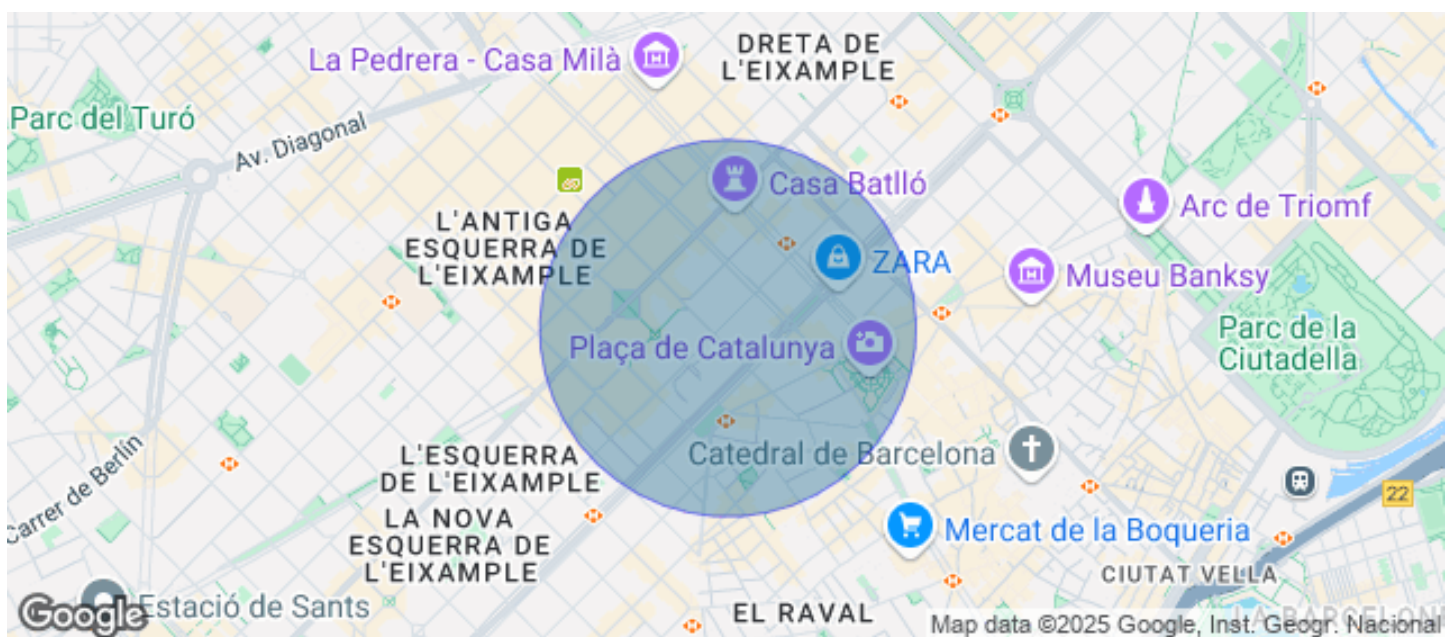 La Pedrera - Casa Milà
DRETA DE
L'EIXAMPLE
Parc del Turó
Av. Diagonal
Casa Batlló
Arc de Triomf
L'ANTIGA
ESQUERRA DE
L'EIXAMPLE
ZARA
Museu Banksy
Plaça de Catalunya
Parc de la
Ciutadella
Carrer de Berlín
L'ESQUERRA
DE L'EIXAMPLE
Catedral de Barcelona
22
LA NOVA
ESQUERRA DE
L'EIXAMPLE
Mercat de la Boqueria
CIUTAT VELLA
Google
Estació de Sants
EL RAVAL
LA BARCELONE
Map data ©2025 Google, Inst. Geogr. Nacional